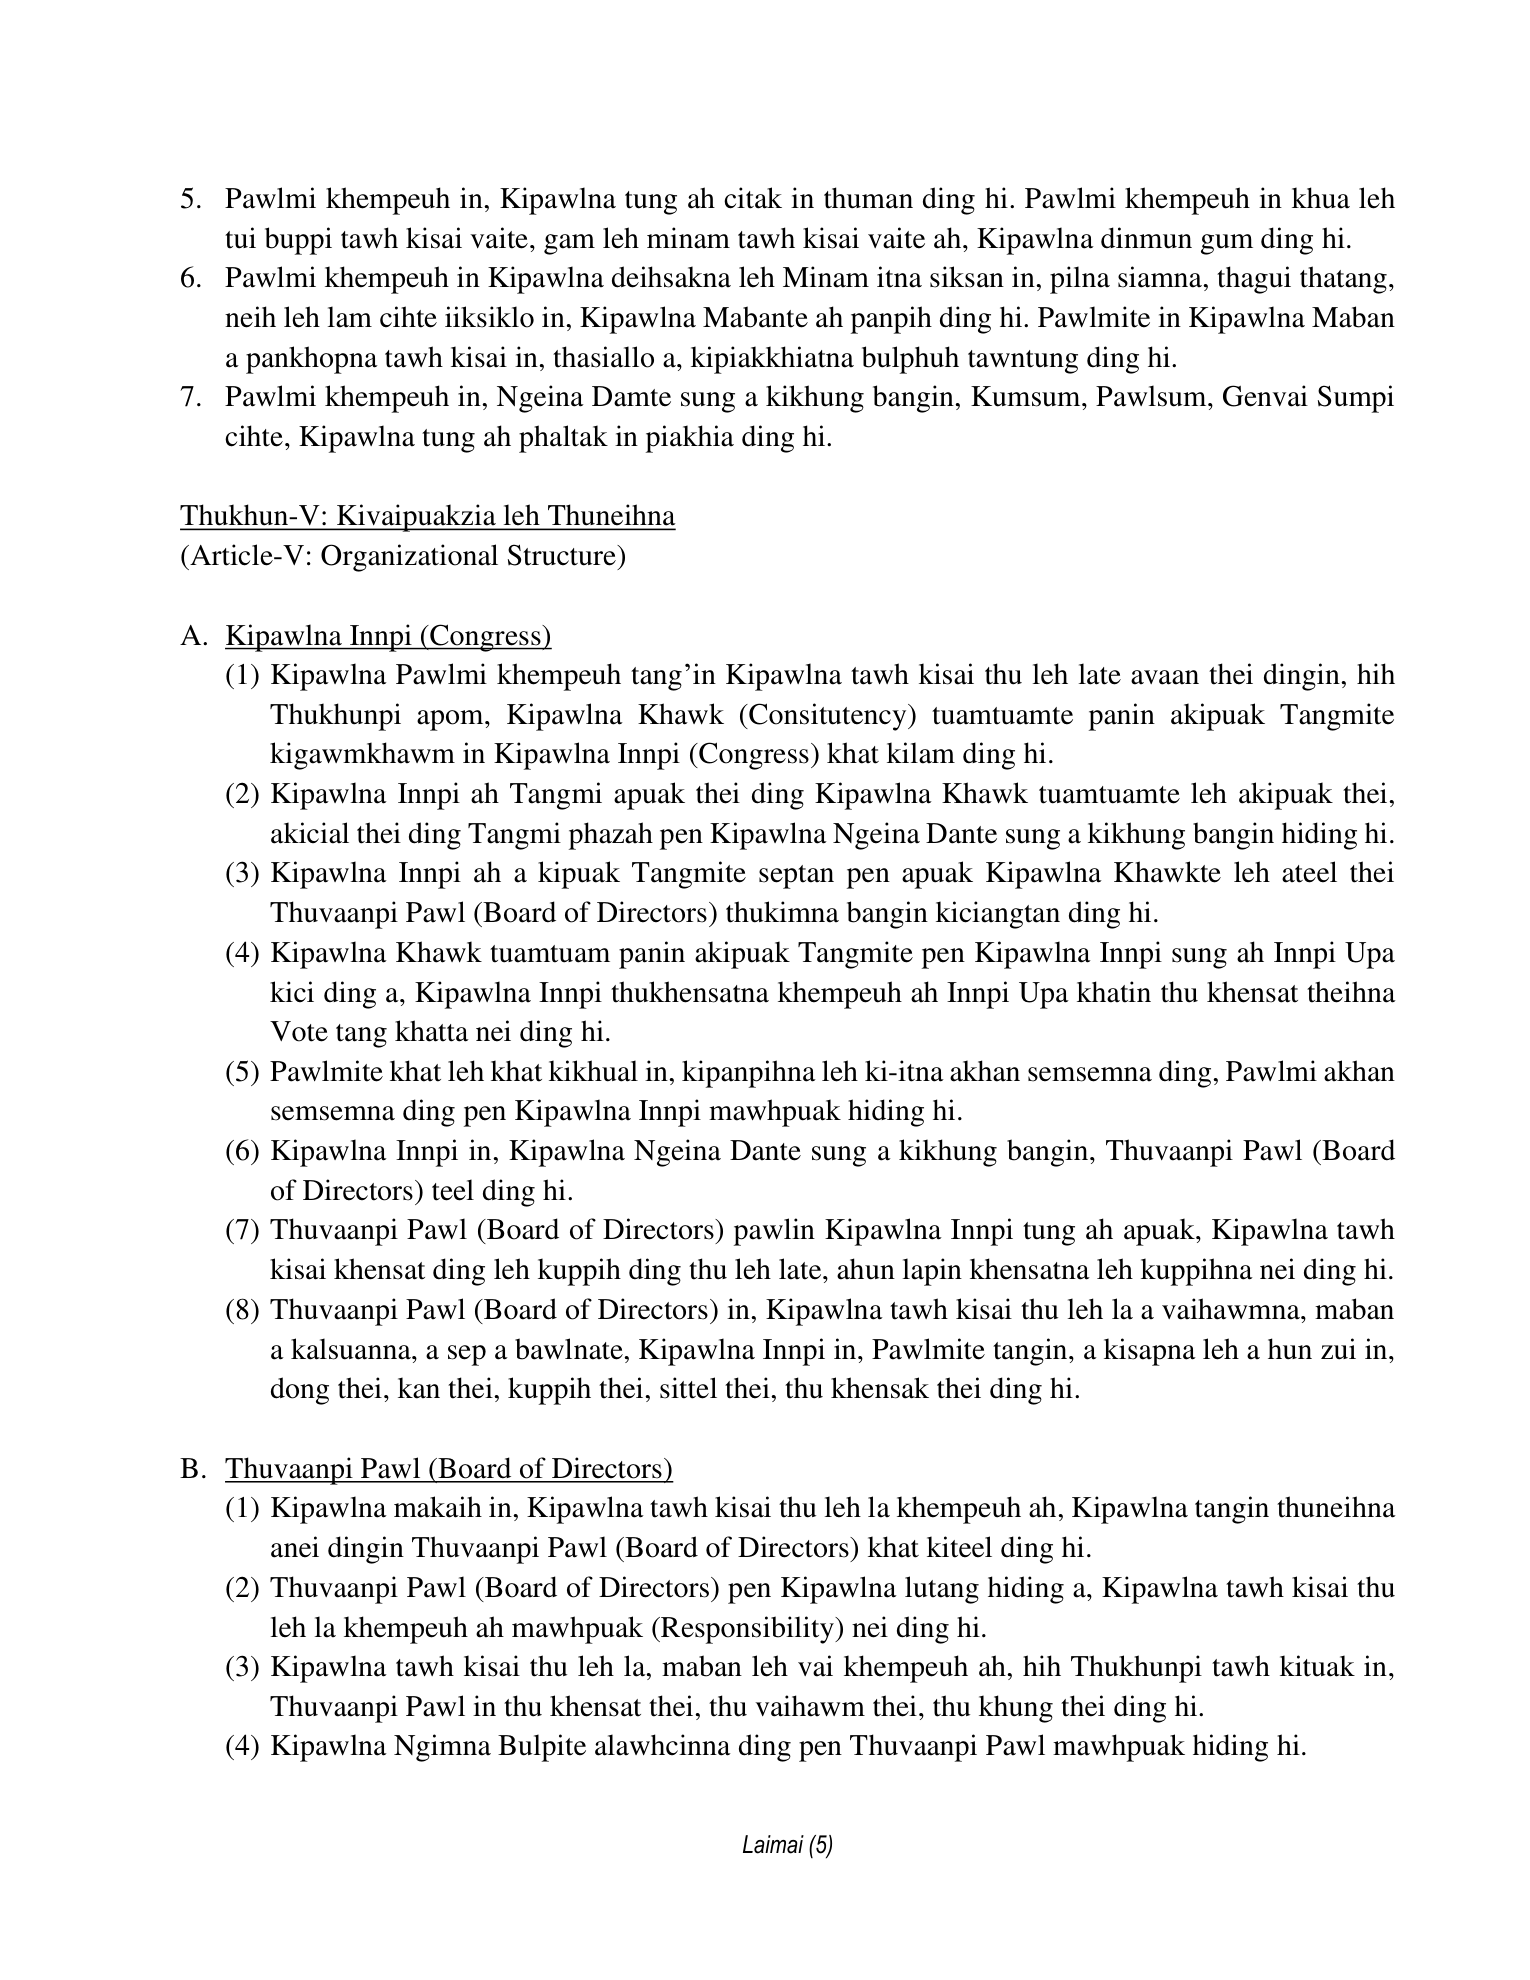 5. Pawlmi khempeuh in, Kipawlna tung ah citak in thuman ding hi. Pawlmi khempeuh in khua leh
tui buppi tawh kisai vaite, gam leh minam tawh kisai vaite ah, Kipawlna dinmun gum ding hi.
6. Pawlmi khempeuh in Kipawlna deihsakna leh Minam itna siksan in, pilna siamna, thagui thatang,
neih leh lam cihte iiksiklo in, Kipawlna Mabante ah panpih ding hi. Pawlmite in Kipawlna Maban
a pankhopna tawh kisai in, thasiallo a, kipiakkhiatna bulphuh tawntung ding hi.
7. Pawlmi khempeuh in, Ngeina Damte sung a kikhung bangin, Kumsum, Pawlsum, Genvai Sumpi
cihte, Kipawlna tung ah phaltak in piakhia ding hi.
Thukhun-V: Kivaipuakzia leh Thuneihna
(Article-V: Organizational Structure)
A. Kipawlna Innpi (Congress)
(1) Kipawlna Pawlmi khempeuh tang’in Kipawlna tawh kisai thu leh late avaan thei dingin, hih
Thukhunpi apom, Kipawlna Khawk (Consitutency) tuamtuamte panin akipuak Tangmite
kigawmkhawm in Kipawlna Innpi (Congress) khat kilam ding hi.
(2) Kipawlna Innpi ah Tangmi apuak thei ding Kipawlna Khawk tuamtuamte leh akipuak thei,
akicial thei ding Tangmi phazah pen Kipawlna Ngeina Dante sung a kikhung bangin hiding hi.
(3) Kipawlna Innpi ah a kipuak Tangmite septan pen apuak Kipawlna Khawkte leh ateel thei
Thuvaanpi Pawl (Board of Directors) thukimna bangin kiciangtan ding hi.
(4) Kipawlna Khawk tuamtuam panin akipuak Tangmite pen Kipawlna Innpi sung ah Innpi Upa
kici ding a, Kipawlna Innpi thukhensatna khempeuh ah Innpi Upa khatin thu khensat theihna
Vote tang khatta nei ding hi.
(5) Pawlmite khat leh khat kikhual in, kipanpihna leh ki-itna akhan semsemna ding, Pawlmi akhan
semsemna ding pen Kipawlna Innpi mawhpuak hiding hi.
(6) Kipawlna Innpi in, Kipawlna Ngeina Dante sung a kikhung bangin, Thuvaanpi Pawl (Board
of Directors) teel ding hi.
(7) Thuvaanpi Pawl (Board of Directors) pawlin Kipawlna Innpi tung ah apuak, Kipawlna tawh
kisai khensat ding leh kuppih ding thu leh late, ahun lapin khensatna leh kuppihna nei ding hi.
(8) Thuvaanpi Pawl (Board of Directors) in, Kipawlna tawh kisai thu leh la a vaihawmna, maban
a kalsuanna, a sep a bawlnate, Kipawlna Innpi in, Pawlmite tangin, a kisapna leh a hun zui in,
dong thei, kan thei, kuppih thei, sittel thei, thu khensak thei ding hi.
B. Thuvaanpi Pawl (Board of Directors)
(1) Kipawlna makaih in, Kipawlna tawh kisai thu leh la khempeuh ah, Kipawlna tangin thuneihna
anei dingin Thuvaanpi Pawl (Board of Directors) khat kiteel ding hi.
(2) Thuvaanpi Pawl (Board of Directors) pen Kipawlna lutang hiding a, Kipawlna tawh kisai thu
leh la khempeuh ah mawhpuak (Responsibility) nei ding hi.
(3) Kipawlna tawh kisai thu leh la, maban leh vai khempeuh ah, hih Thukhunpi tawh kituak in,
Thuvaanpi Pawl in thu khensat thei, thu vaihawm thei, thu khung thei ding hi.
(4) Kipawlna Ngimna Bulpite alawhcinna ding pen Thuvaanpi Pawl mawhpuak hiding hi.
Laimai (5)